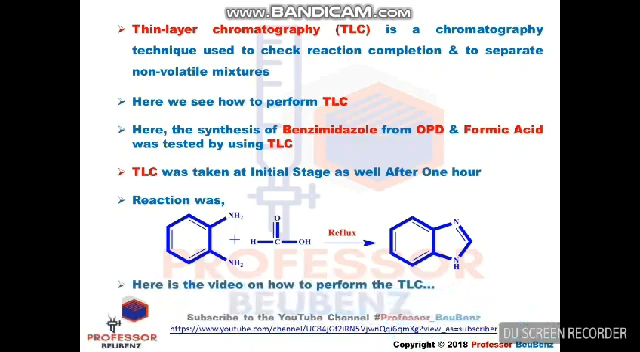 www.BANDICAM.com
Thin-layer chromatography (TLC) is a chromatography
technique used to check reaction completion & to separate
non-volatile mixtures
Here we see how to perform TLC
Here, the synthesis of Benzimidazole from OPD & Formic Acid
was tested by using TLC
TLC was taken at Initial Stage as well After One hour
Reaction was,
NH2
NH2
+
O
H C OH
Reflux
N
N
H
PROFESSOR
BEUBENZ
Here is the video on how to perform the TLC...
Subscribe to the YouTube Channel #Professor_BeuBenz
PROFESSOR
BEUBENZ
DU SCREEN RECORDER
Copyright © 2018 Professor BeuBenz